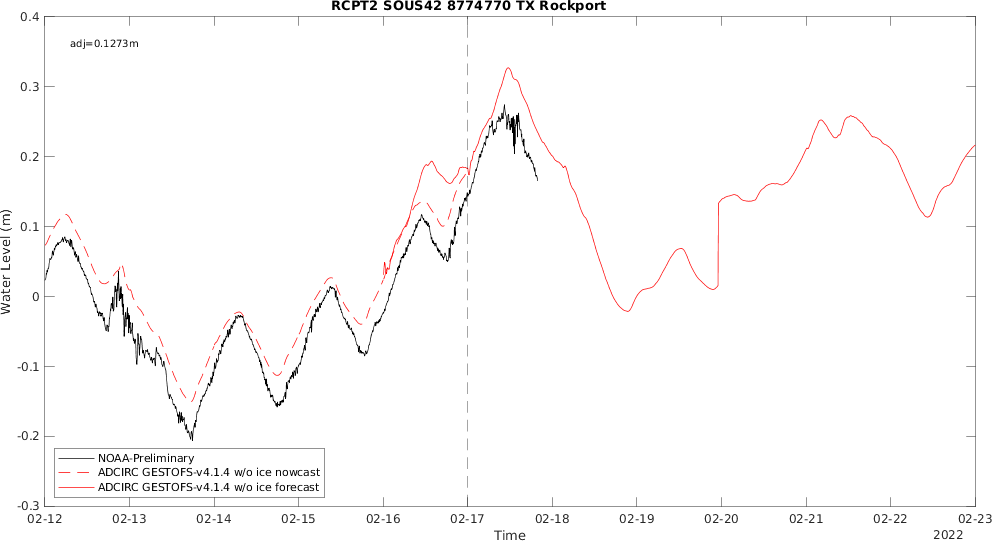 RCPT2 SOUS42 8774770 TX Rockport
adj=0.1273m
0.4
0.3
0.2
0.1
0
-0.1
-0.2
-0.3
Water Level (m)
NOAA-Preliminary
ADCIRC GESTOFS-v4.1.4 w/o ice nowcast
ADCIRC GESTOFS-v4.1.4 w/o ice forecast
02-12 02-13 02-14 02-15 02-16 02-17 02-18 02-19 02-20 02-21 02-22 02-23
Time
2022